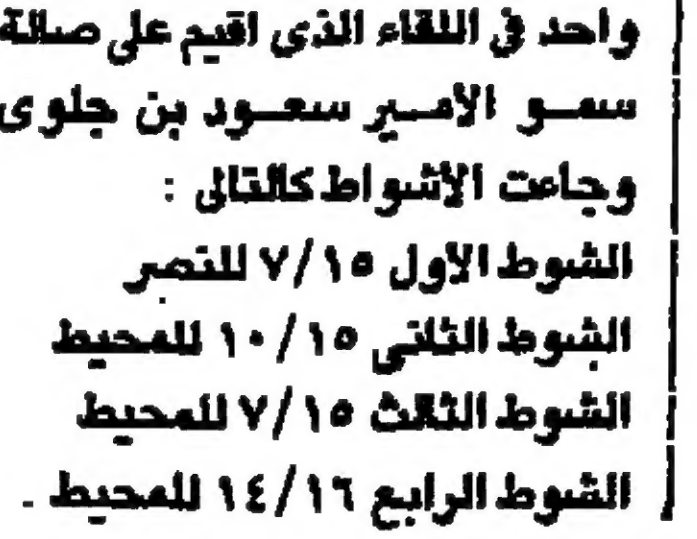 واحد في اللقاء الذي اقيم على صالة
سمو الأمير سعود بن جلوى
وجاءت الأشواط كالتالى :
الشوط الأول ٧/١٥ للنصر
الشوط الثانى ١٠/١٥ للمحيط
الشوط الثالث ٧/١٥ للمحيط
الشوط الرابع ١٤/١٦ للمحيط .